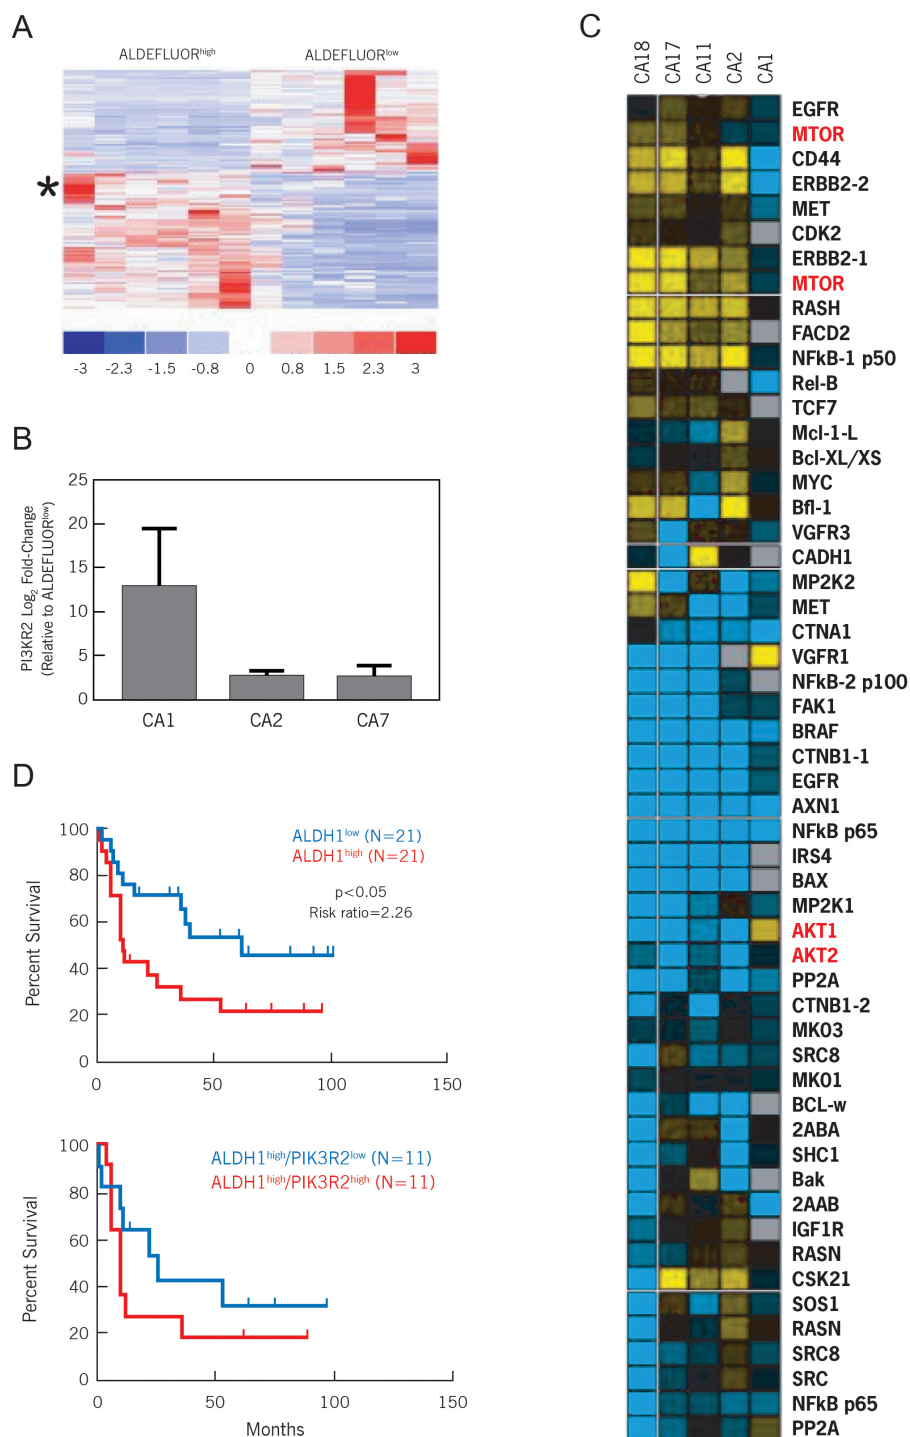 A
ALDEFLUORhigh ALDEFLUORlow
*
-3 -2.3 -1.5 -0.8 0 0.8 1.5 2.3 3
B
PI3KR2 Log2 Fold-Change
(Relative to ALDEFLUORlow)
25
20
15
10
5
0
CA1 CA2 CA7
D
Percent Survival
100
80
60
40
20
0
ALDH1low (N=21)
ALDH1high (N=21)
p<0.05
Risk ratio=2.26
0 50 100 150
Percent Survival
100
80
60
40
20
0
ALDH1high/PIK3R2low (N=11)
ALDH1high/PIK3R2high (N=11)
0 50 100 150
Months
C
CA18 CA17 CA11 CA2 CA1
EGFR
MTOR
CD44
ERBB2-2
MET
CDK2
ERBB2-1
MTOR
RASH
FACD2
NFkB-1 p50
Rel-B
TCF7
Mcl-1-L
Bcl-XL/XS
MYC
Bfl-1
VGFR3
CADH1
MP2K2
MET
CTNA1
VGFR1
NFkB-2 p100
FAK1
BRAF
CTNB1-1
EGFR
AXN1
NFkB p65
IRS4
BAX
MP2K1
AKT1
AKT2
PP2A
CTNB1-2
MK03
SRC8
MK01
BCL-w
2ABA
SHC1
Bak
2AAB
IGF1R
RASN
CSK21
SOS1
RASN
SRC8
SRC
NFkB p65
PP2A